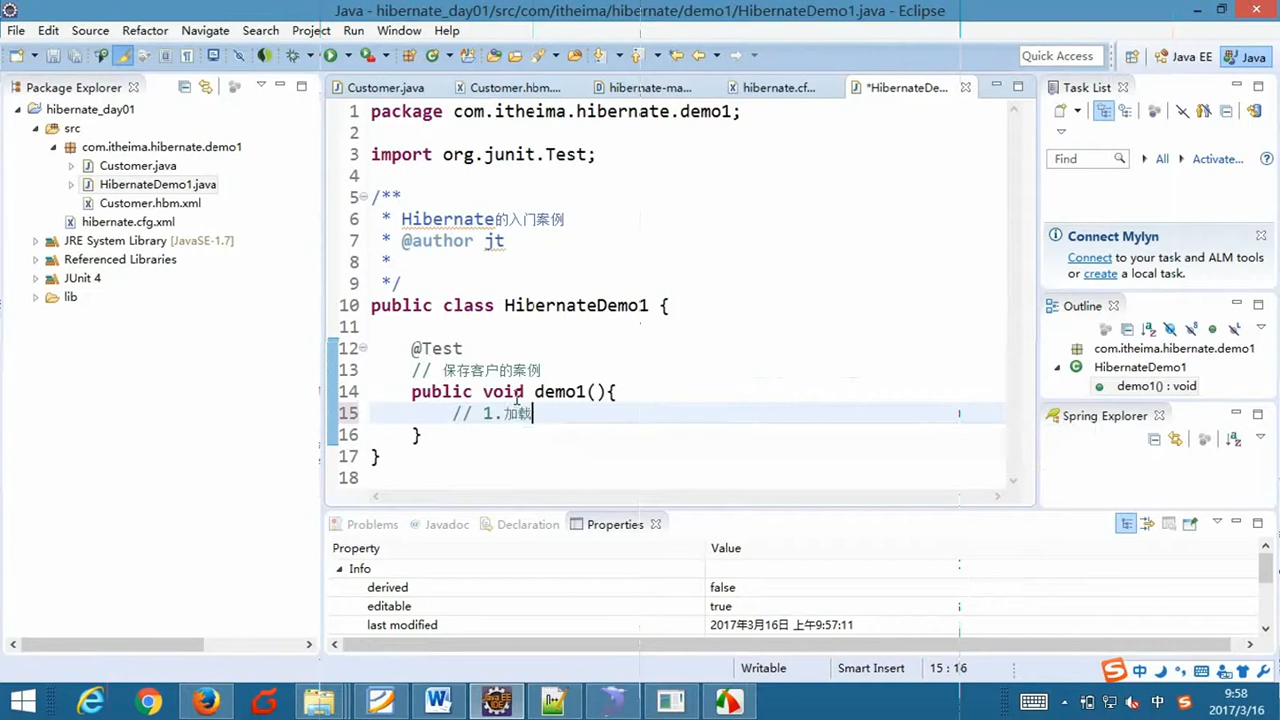 Java - hibernate_day01/src/com/itheima/hibernate/demo1/HibernateDemo1.java - Eclipse
File Edit Source Refactor Navigate Search Project Run Window Help
Quick Access
Java EE
Java
Package Explorer
hibernate_day01
src
com.itheima.hibernate.demo1
Customer.java
HibernateDemo1.java
Customer.hbm.xml
hibernate.cfg.xml
JRE System Library [JavaSE-1.7]
Referenced Libraries
JUnit 4
lib
Customer.java
Customer.hbm....
hibernate-ma...
hibernate.cf...
*HibernateDe...
1 package com.itheima.hibernate.demo1;
2
3 import org.junit.Test;
4
5 /**
6 * Hibernate的入门案例
7 * @author jt
8 *
9 */
10 public class HibernateDemo1 {
11
12 @Test
13 // 保存客户的案例
14 public void demo1(){
15 // 1.加载
16 }
17 }
18
Task List
Find
All
Activate...
Connect Mylyn
Connect to your task and ALM tools
or create a local task.
Outline
com.itheima.hibernate.demo1
HibernateDemo1
demo1() : void
Spring Explorer
Problems
Javadoc
Declaration
Properties
Property Value
Info
derived false
editable true
last modified 2017年3月16日 上午9:57:11
Writable
Smart Insert
15 : 16
中
W
中
9:58
2017/3/16